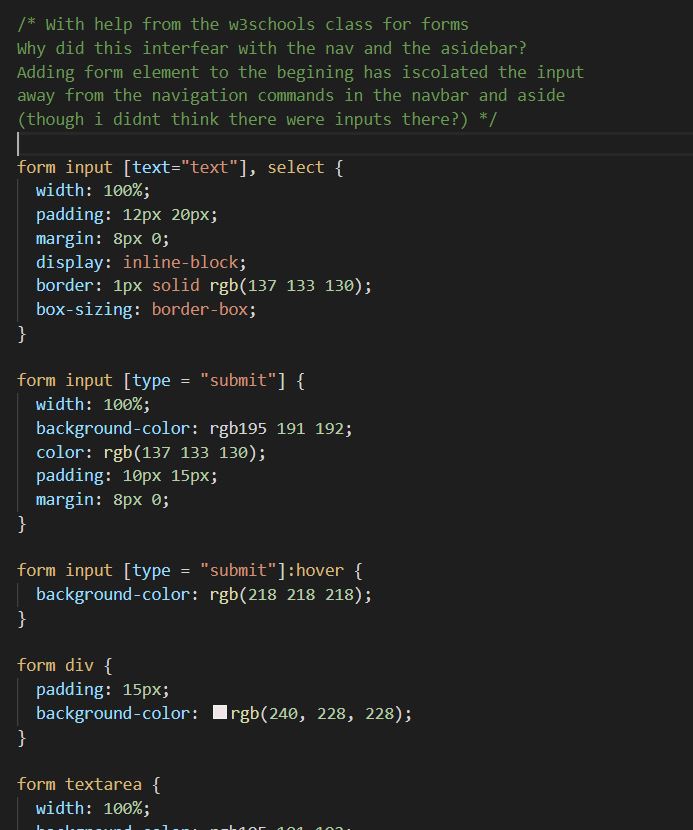 /* With help from the w3schools class for forms
Why did this interfear with the nav and the asidebar?
Adding form element to the begining has iscolated the input
away from the navigation commands in the navbar and aside
(though i didnt think there were inputs there?) */
form input [text="text"], select {
width: 100%;
padding: 12px 20px;
margin: 8px 0;
display: inline-block;
border: 1px solid rgb(137 133 130);
box-sizing: border-box;
}
form input [type = "submit"] {
width: 100%;
background-color: rgb195 191 192;
color: rgb(137 133 130);
padding: 10px 15px;
margin: 8px 0;
}
form input [type = "submit"]:hover {
background-color: rgb(218 218 218);
}
form div {
padding: 15px;
background-color: rgb(240, 228, 228);
}
form textarea {
width: 100%;